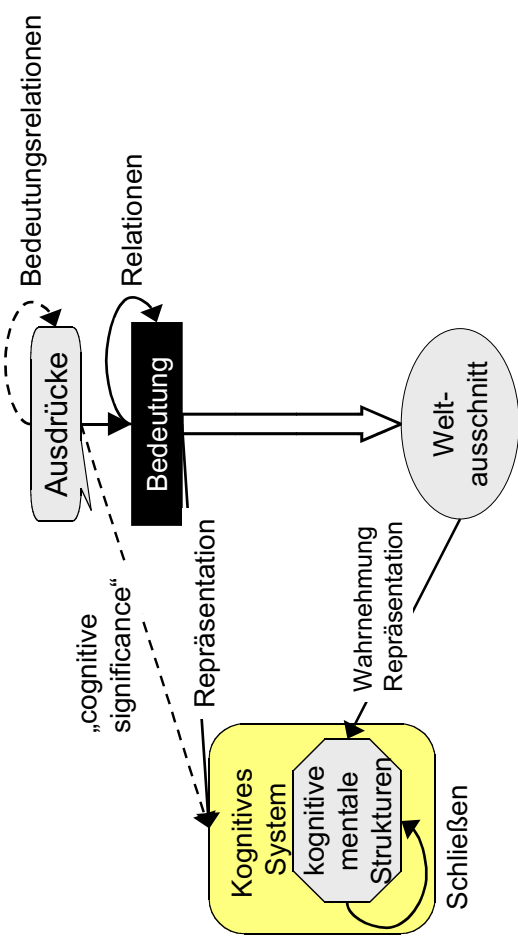 Bedeutungsrelationen
Ausdrücke
Relationen
Bedeutung
„cognitive
significance“
Repräsentation
Kognitives
System
kognitive
mentale
Strukturen
Schließen
Wahrnehmung
Repräsentation
Welt-
ausschnitt